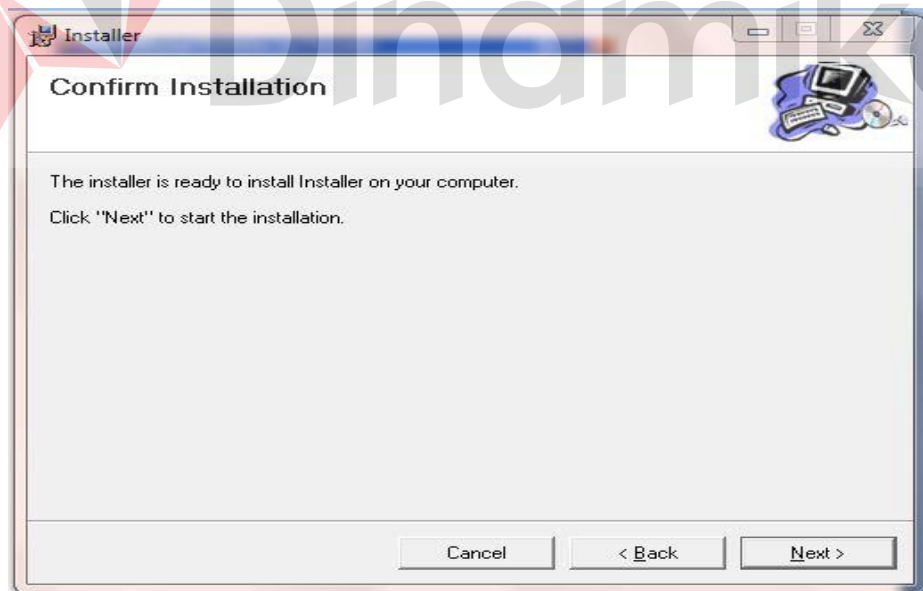 Dinamik
Installer
Confirm Installation
The installer is ready to install Installer on your computer.
Click "Next" to start the installation.
Cancel
< Back
Next >